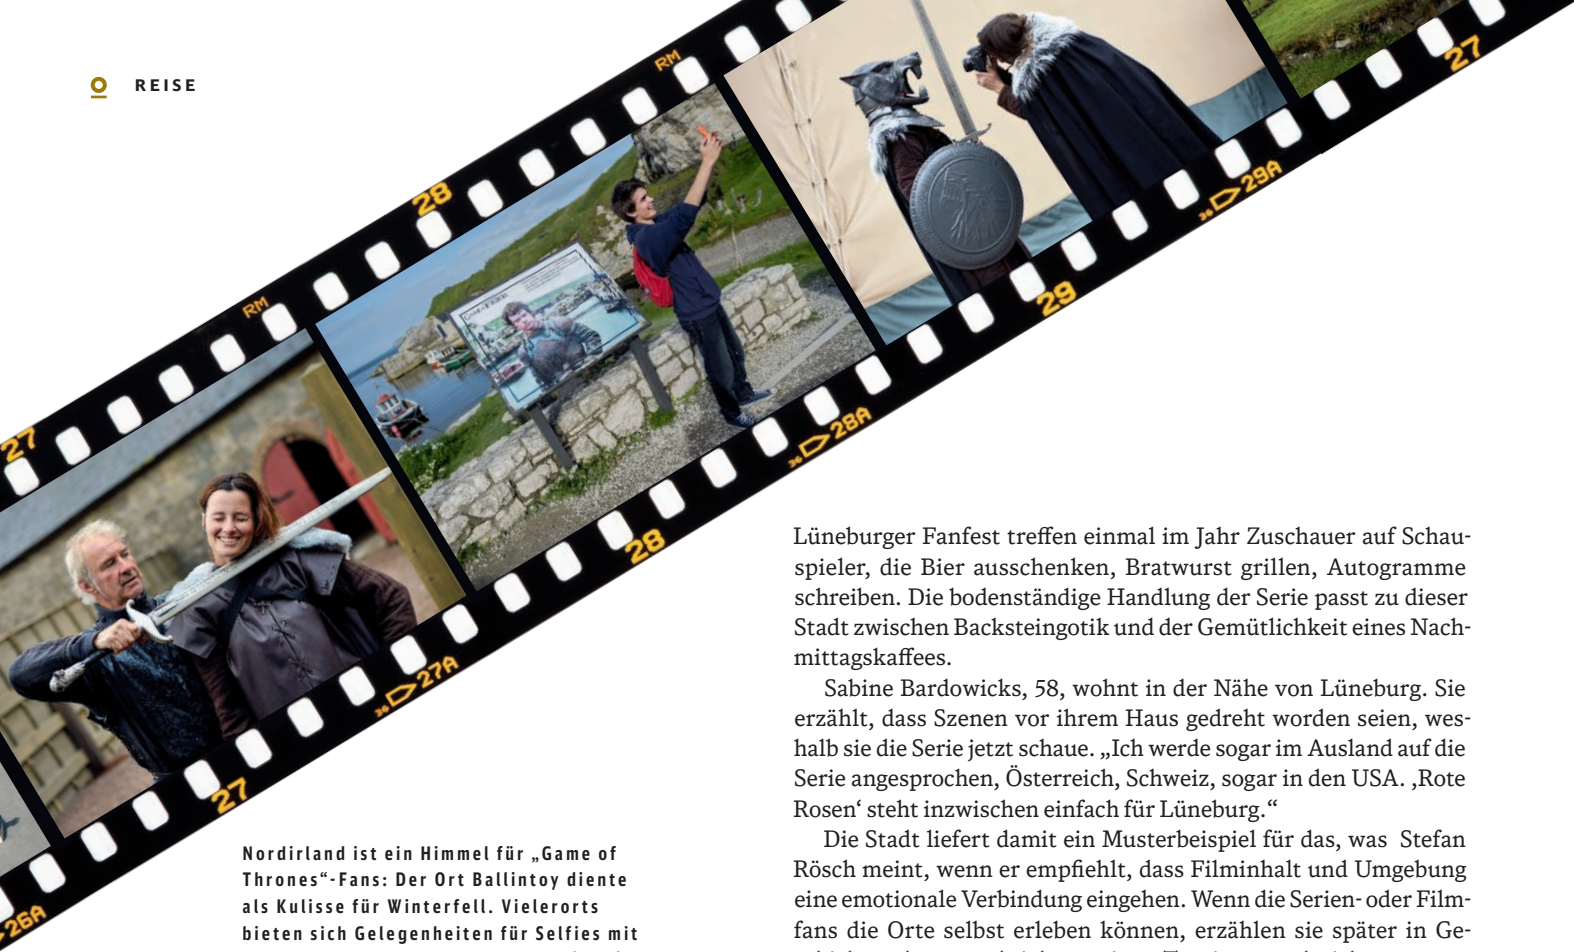 REISE
RM
28
RM
27
27
29A
36
29
28A
36
28
27A
36
27
26A
Nordirland ist ein Himmel für „Game of
Thrones“-Fans: Der Ort Ballintoy diente
als Kulisse für Winterfell. Vielerorts
bieten sich Gelegenheiten für Selfies mit
Lüneburger Fanfest treffen einmal im Jahr Zuschauer auf Schau-
spieler, die Bier ausschenken, Bratwurst grillen, Autogramme
schreiben. Die bodenständige Handlung der Serie passt zu dieser
Stadt zwischen Backsteingotik und der Gemütlichkeit eines Nach-
mittagskaffees.
Sabine Bardowicks, 58, wohnt in der Nähe von Lüneburg. Sie
erzählt, dass Szenen vor ihrem Haus gedreht worden seien, wes-
halb sie die Serie jetzt schaue. „Ich werde sogar im Ausland auf die
Serie angesprochen, Österreich, Schweiz, sogar in den USA. ‚Rote
Rosen‘ steht inzwischen einfach für Lüneburg.“
Die Stadt liefert damit ein Musterbeispiel für das, was Stefan
Rösch meint, wenn er empfiehlt, dass Filminhalt und Umgebung
eine emotionale Verbindung eingehen. Wenn die Serien- oder Film-
fans die Orte selbst erleben können, erzählen sie später in Ge-